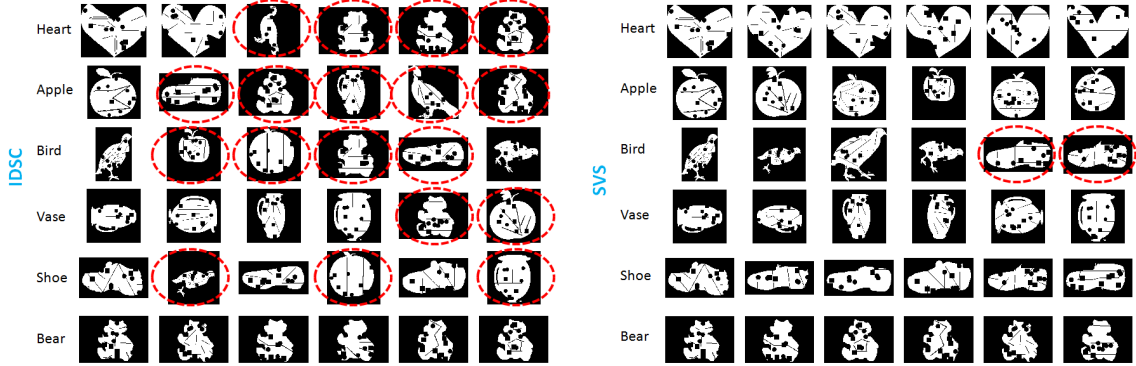 Heart
Apple
Bird
Vase
Shoe
Bear
IDSC
Heart
Apple
Bird
Vase
Shoe
Bear
SVS